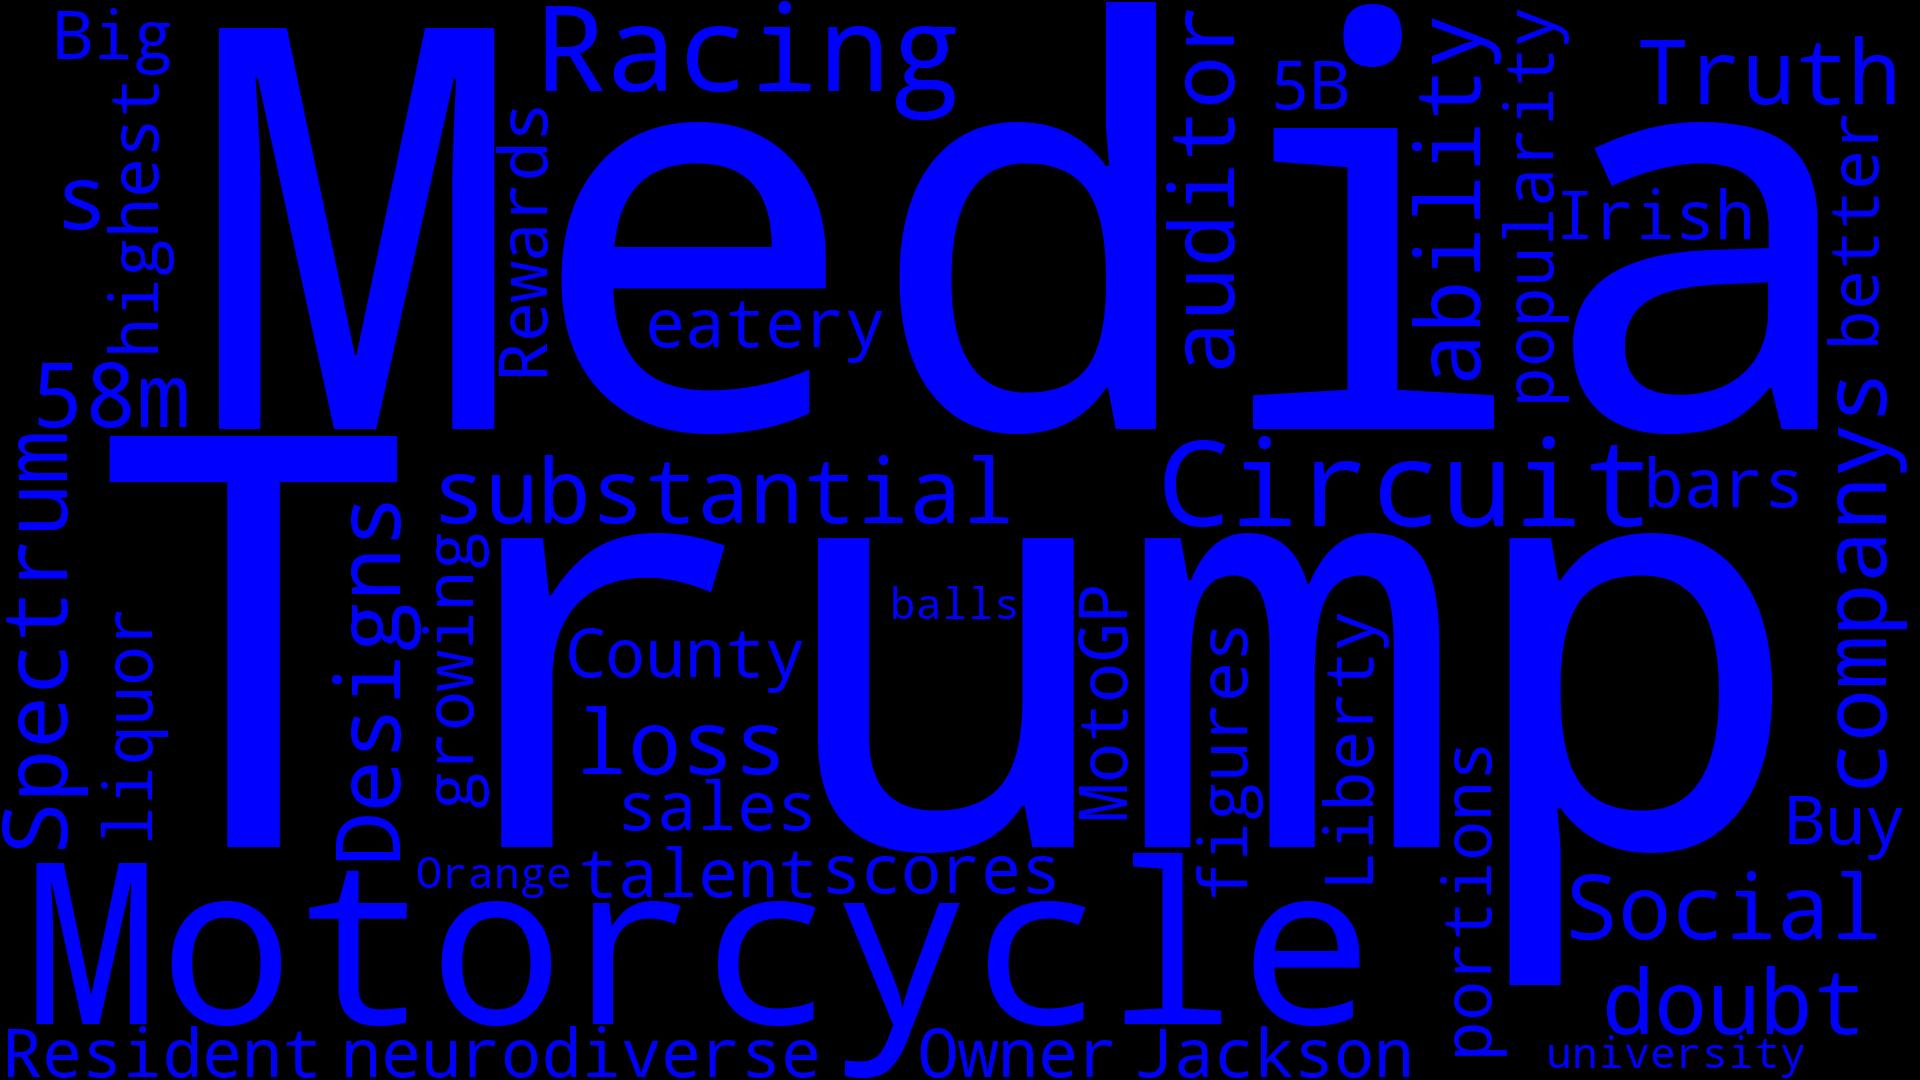 Big
Racing
Media
highest
s
Rewards
eatery
auditor
5B
ability
popularity
Truth
Irish
better
58m
Trump
substantial
Circuit
bars
companys
Spectrum
liquor
Designs
growing
balls
County
loss
sales
MotoGP
figures
Liberty
portions
Buy
Orange
talent
scores
Motorcycle
Social
doubt
Resident
neurodiverse
Owner
Jackson
university